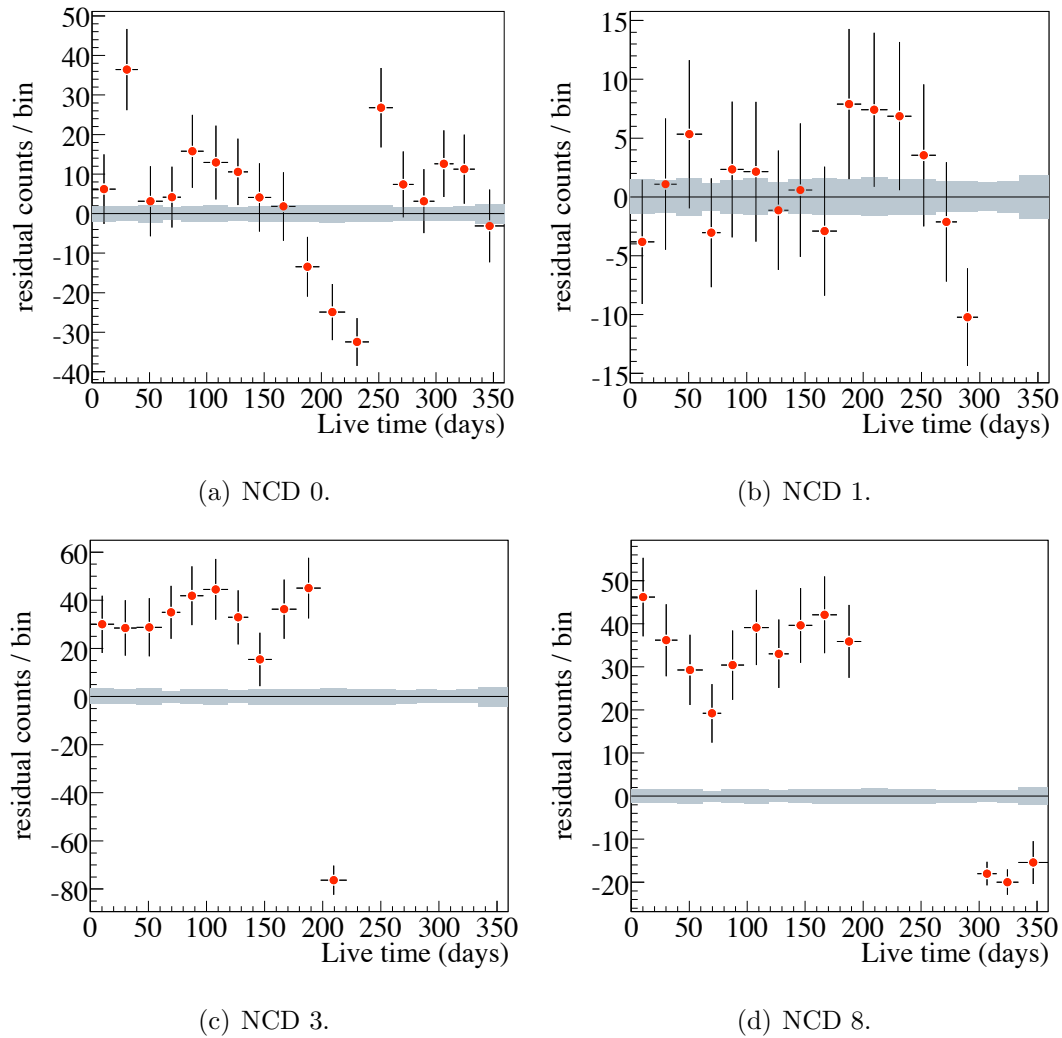 residual counts / bin
50
40
30
20
10
0
-10
-20
-30
-40
0 50 100 150 200 250 300 350
Live time (days)
(a) NCD 0.
residual counts / bin
15
10
5
0
-5
-10
-15
0 50 100 150 200 250 300 350
Live time (days)
(b) NCD 1.
residual counts / bin
60
40
20
0
-20
-40
-60
-80
0 50 100 150 200 250 300 350
Live time (days)
(c) NCD 3.
residual counts / bin
50
40
30
20
10
0
-10
-20
0 50 100 150 200 250 300 350
Live time (days)
(d) NCD 8.